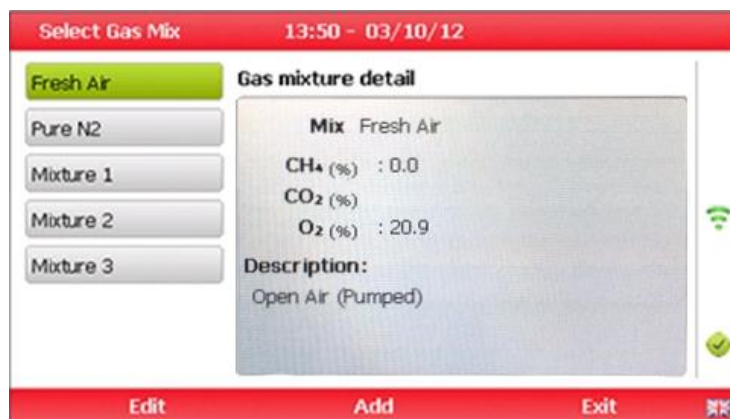 Select Gas Mix 13:50 - 03/10/12
Fresh Air
Pure N2
Mixture 1
Mixture 2
Mixture 3
Gas mixture detail
Mix Fresh Air
CH₄ (%) : 0.0
CO₂ (%)
O₂ (%) : 20.9
Description:
Open Air (Pumped)
Edit Add Exit